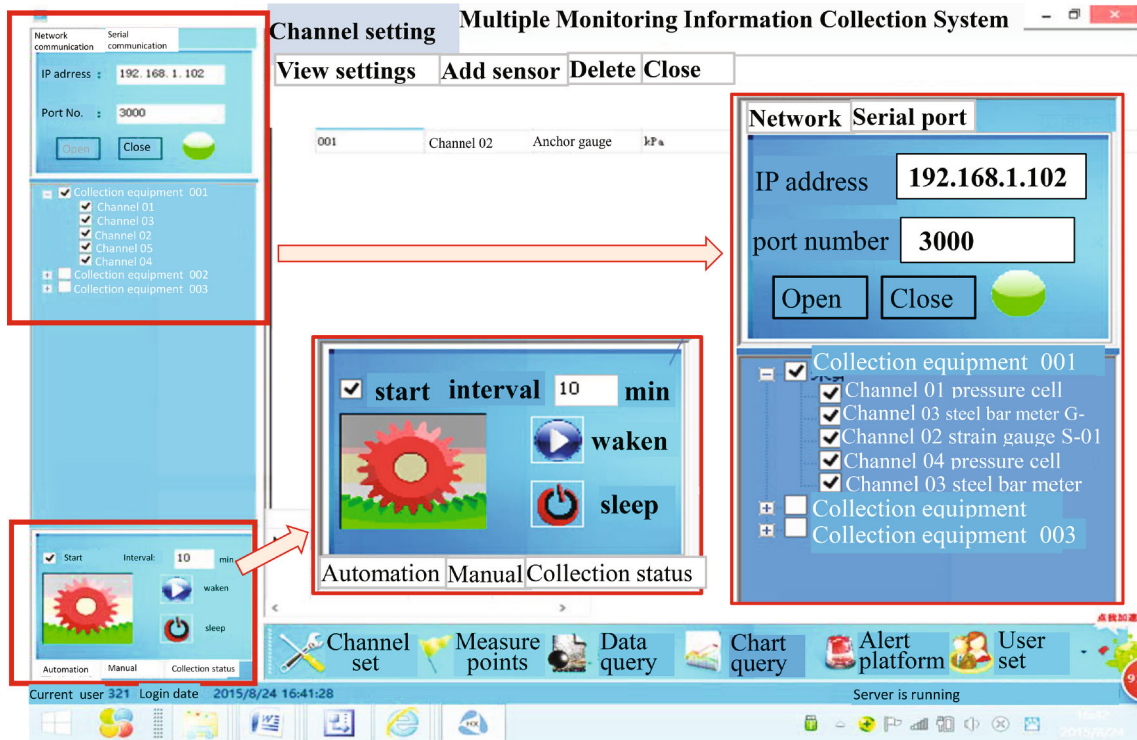 Multiple Monitoring Information Collection System
Channel setting
View settings Add sensor Delete Close
Network communication
Serial communication
IP adrress : 192.168.1.102
Port No. : 3000
Open Close
Collection equipment 001
Channel 01
Channel 03
Channel 02
Channel 05
Channel 04
Collection equipment 002
Collection equipment 003
001 Channel 02 Anchor gauge kPa
Network Serial port
IP address 192.168.1.102
port number 3000
Open Close
Collection equipment 001
Channel 01 pressure cell
Channel 03 steel bar meter G-
Channel 02 strain gauge S-01
Channel 04 pressure cell
Channel 03 steel bar meter
Collection equipment
Collection equipment 003
start interval 10 min
waken
sleep
Automation Manual Collection status
Start Interval: 10 min
waken
sleep
Automation Manual Collection status
点我加速
Channel set
Measure points
Data query
Chart query
Alert platform
User set
9
Current user 321 Login date 2015/8/24 16:41:28
Server is running